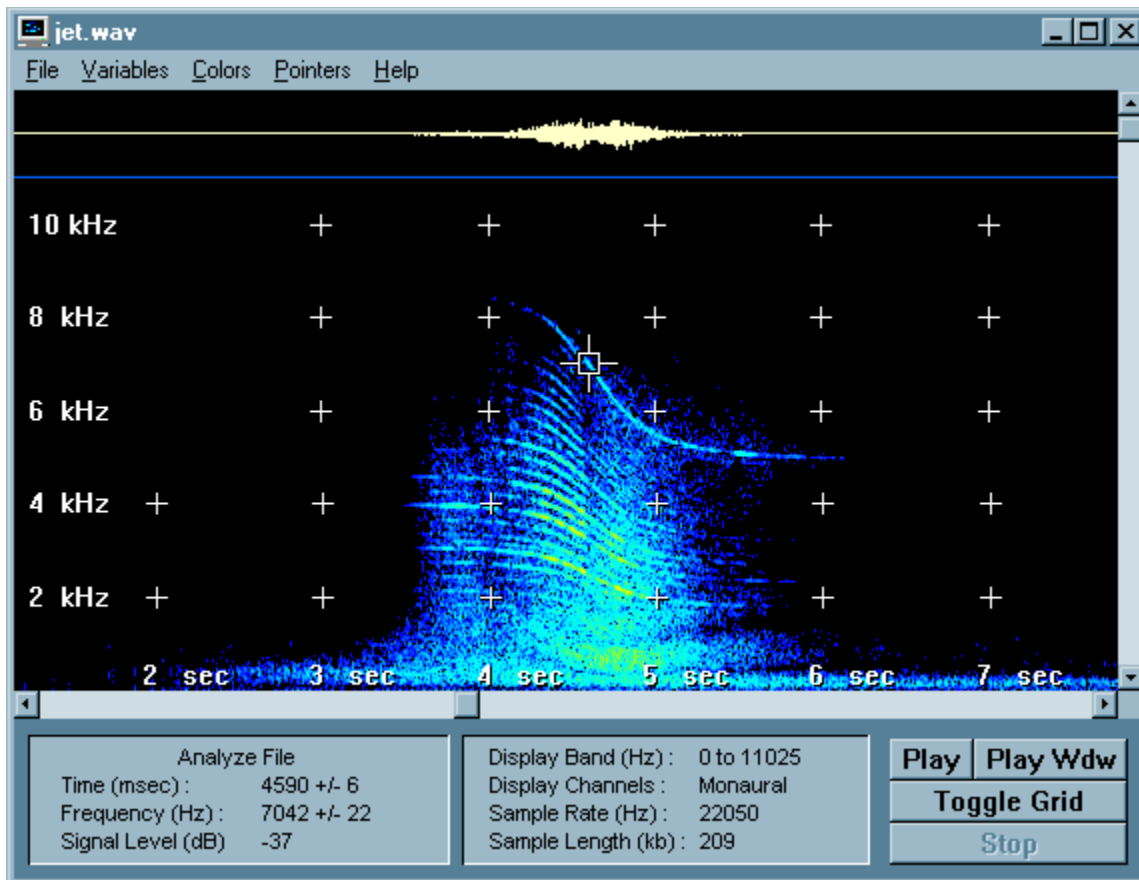 jet.wav
File Variables Colors Pointers Help
10 kHz
8 kHz
6 kHz
4 kHz
2 kHz
2 sec 3 sec 4 sec 5 sec 6 sec 7 sec
Analyze File
Time (msec) : 4590 +/- 6
Frequency (Hz) : 7042 +/- 22
Signal Level (dB) -37
Display Band (Hz) : 0 to 11025
Display Channels : Monaural
Sample Rate (Hz) : 22050
Sample Length (kb) : 209
Play Play Wdw
Toggle Grid
Stop